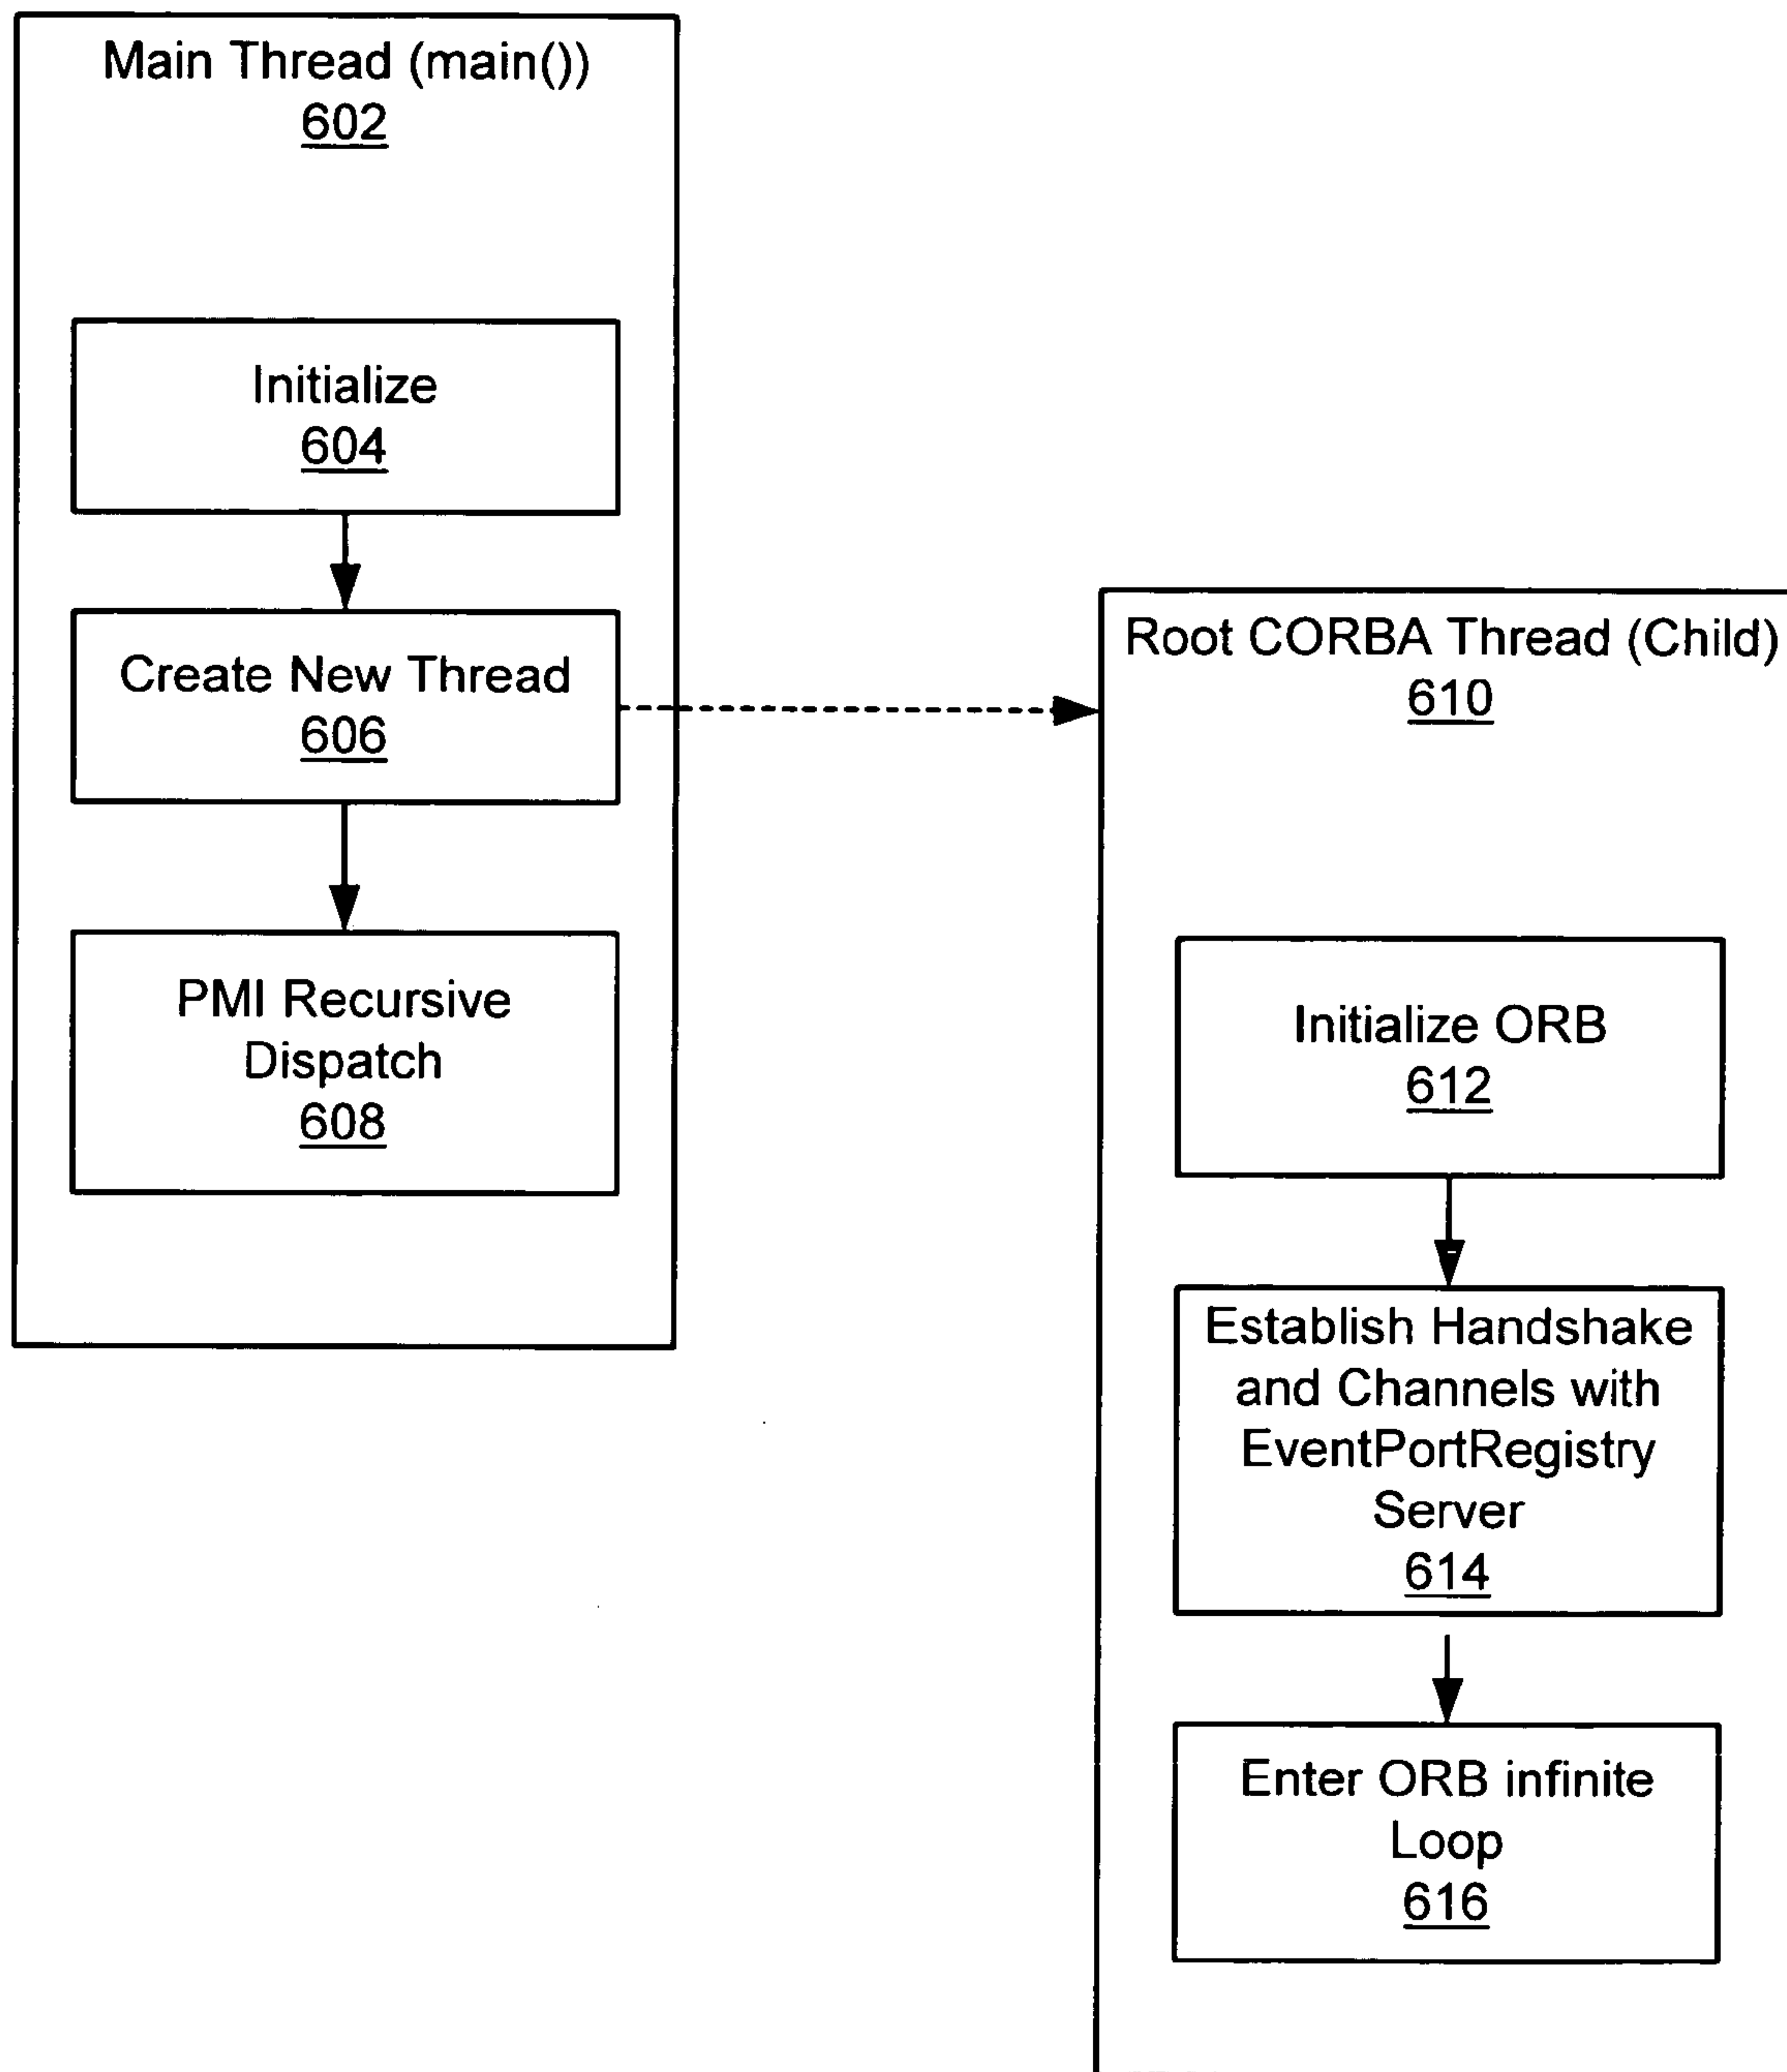 Main Thread (main())
602
Initialize
604
Create New Thread
606
PMI Recursive
Dispatch
608
Root CORBA Thread (Child)
610
Initialize ORB
612
Establish Handshake
and Channels with
EventPortRegistry
Server
614
Enter ORB infinite
Loop
616